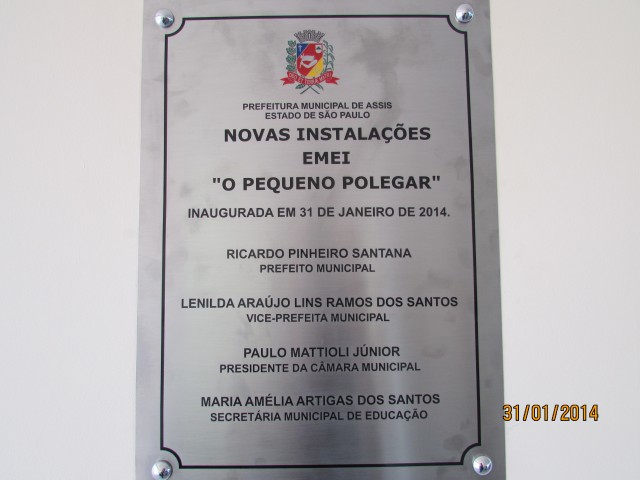 PREFEITURA MUNICIPAL DE ASSIS
ESTADO DE SÃO PAULO
NOVAS INSTALAÇÕES
EMEI
"O PEQUENO POLEGAR"
INAUGURADA EM 31 DE JANEIRO DE 2014.
RICARDO PINHEIRO SANTANA
PREFEITO MUNICIPAL
LENILDA ARAÚJO LINS RAMOS DOS SANTOS
VICE-PREFEITA MUNICIPAL
PAULO MATTIOLI JÚNIOR
PRESIDENTE DA CÂMARA MUNICIPAL
MARIA AMÉLIA ARTIGAS DOS SANTOS
SECRETÁRIA MUNICIPAL DE EDUCAÇÃO
31/01/2014